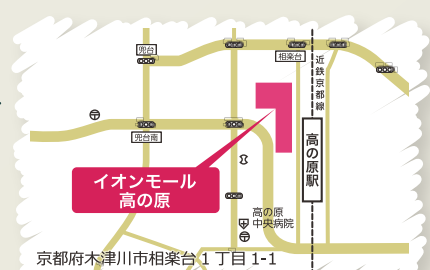 兜台
相楽台
近鉄京都線
兜台南
高の原駅
イオンモール
高の原
高の原
中央病院
京都府木津川市相楽台1丁目1-1